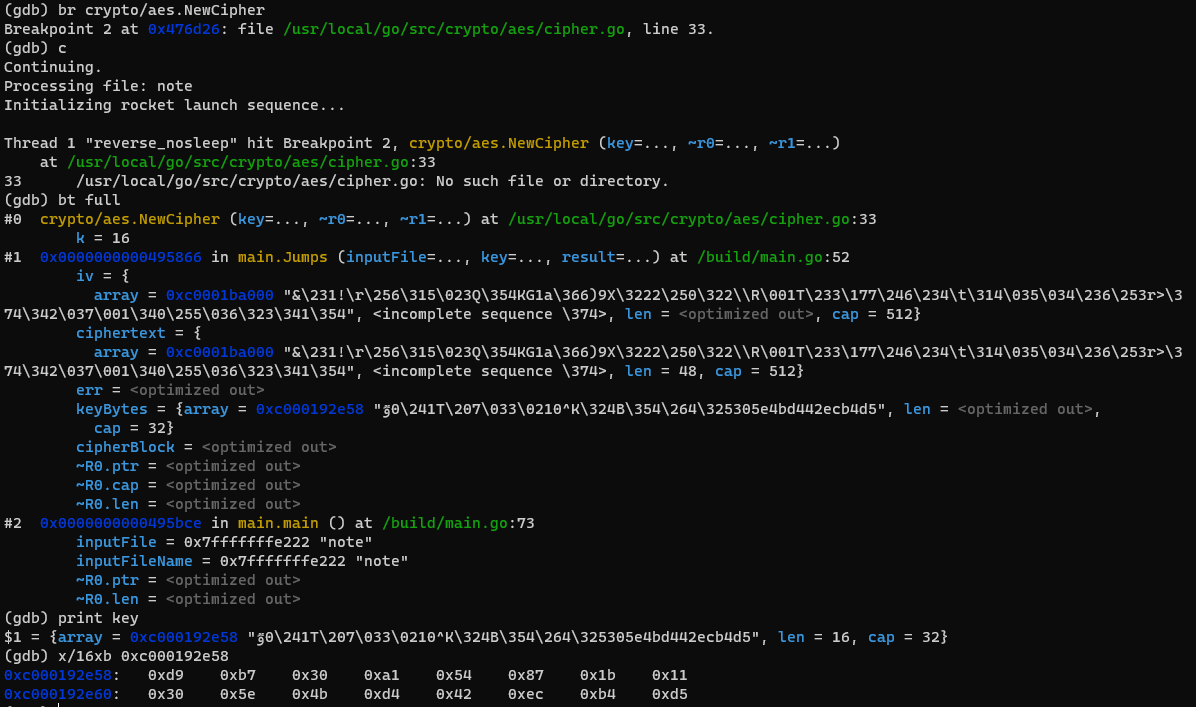 (gdb) br crypto/aes.NewCipher
Breakpoint 2 at 0x476d26: file /usr/local/go/src/crypto/aes/cipher.go, line 33.
(gdb) c
Continuing.
Processing file: note
Initializing rocket launch sequence...

Thread 1 "reverse_nosleep" hit Breakpoint 2, crypto/aes.NewCipher (key=..., ~r0=..., ~r1=...)
    at /usr/local/go/src/crypto/aes/cipher.go:33
33      /usr/local/go/src/crypto/aes/cipher.go: No such file or directory.
(gdb) bt full
#0  crypto/aes.NewCipher (key=..., ~r0=..., ~r1=...) at /usr/local/go/src/crypto/aes/cipher.go:33
        k = 16
#1  0x0000000000495866 in main.Jumps (inputFile=..., key=..., result=...) at /build/main.go:52
        iv = {
          array = 0xc0001ba000 "&\231!\r\256\315\023Q\354KG1a\366)9X\3222\250\322\\R\001T\233\177\246\234\t\314\035\034\236\253r>\3
74\342\037\001\340\255\036\323\341\354", <incomplete sequence \374>, len = <optimized out>, cap = 512}
        ciphertext = {
          array = 0xc0001ba000 "&\231!\r\256\315\023Q\354KG1a\366)9X\3222\250\322\\R\001T\233\177\246\234\t\314\035\034\236\253r>\3
74\342\037\001\340\255\036\323\341\354", <incomplete sequence \374>, len = 48, cap = 512}
        err = <optimized out>
        keyBytes = {array = 0xc000192e58 "ٷ0\241T\207\033\0210^K\324B\354\264\325305e4bd442ecb4d5", len = <optimized out>,
          cap = 32}
        cipherBlock = <optimized out>
        ~R0.ptr = <optimized out>
        ~R0.cap = <optimized out>
        ~R0.len = <optimized out>
#2  0x0000000000495bce in main.main () at /build/main.go:73
        inputFile = 0x7fffffffe222 "note"
        inputFileName = 0x7fffffffe222 "note"
        ~R0.ptr = <optimized out>
        ~R0.len = <optimized out>
(gdb) print key
$1 = {array = 0xc000192e58 "ٷ0\241T\207\033\0210^K\324B\354\264\325305e4bd442ecb4d5", len = 16, cap = 32}
(gdb) x/16xb 0xc000192e58
0xc000192e58:   0xd9    0xb7    0x30    0xa1    0x54    0x87    0x1b    0x11
0xc000192e60:   0x30    0x5e    0x4b    0xd4    0x42    0xec    0xb4    0xd5